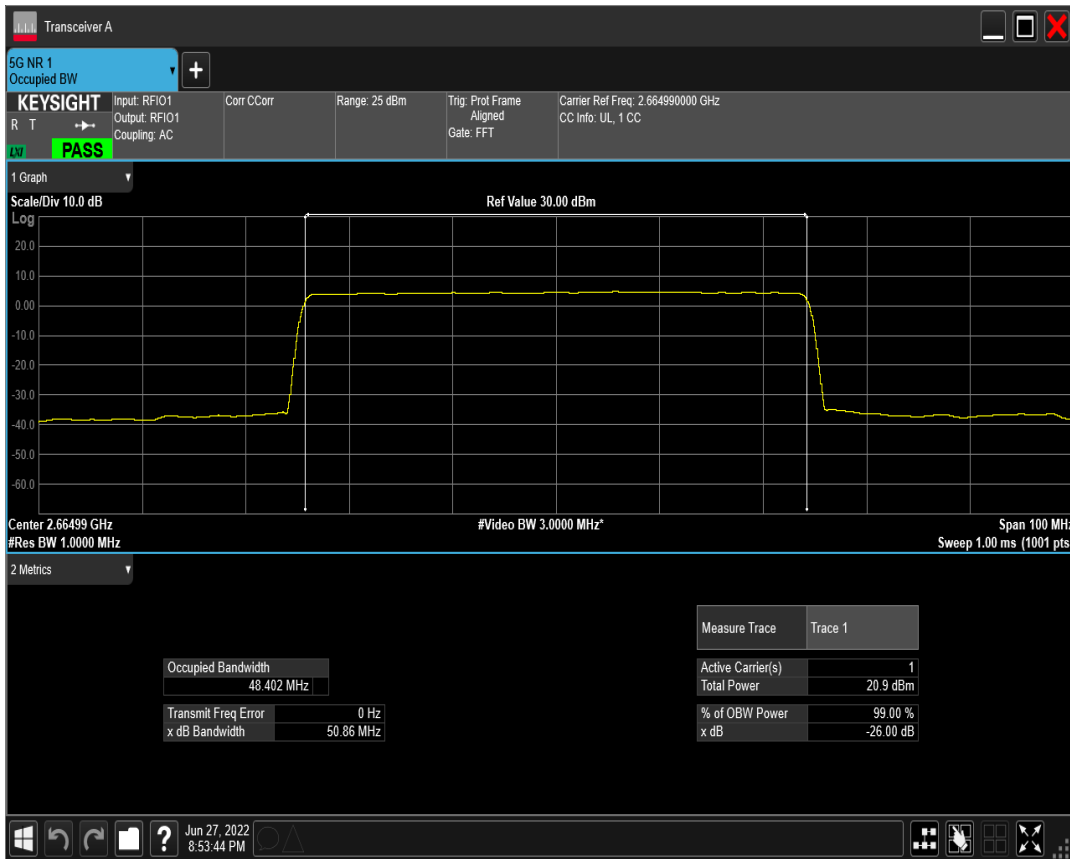 Transceiver A
5G NR 1
Occupied BW
KEYSIGHT
R T
LXI
PASS
Input: RFIO1
Output: RFIO1
Coupling: AC
Corr CCorr
Range: 25 dBm
Trig: Prot Frame
Aligned
Gate: FFT
Carrier Ref Freq: 2.664990000 GHz
CC Info: UL, 1 CC
1 Graph
Scale/Div 10.0 dB
Ref Value 30.00 dBm
Log
20.0
10.0
0.00
-10.0
-20.0
-30.0
-40.0
-50.0
-60.0
Center 2.66499 GHz
#Video BW 3.0000 MHz*
Span 100 MHz
#Res BW 1.0000 MHz
Sweep 1.00 ms (1001 pts
2 Metrics
Measure Trace Trace 1
Occupied Bandwidth
48.402 MHz
Active Carrier(s) 1
Total Power 20.9 dBm
Transmit Freq Error 0 Hz
x dB Bandwidth 50.86 MHz
% of OBW Power 99.00 %
x dB -26.00 dB
?
Jun 27, 2022
8:53:44 PM